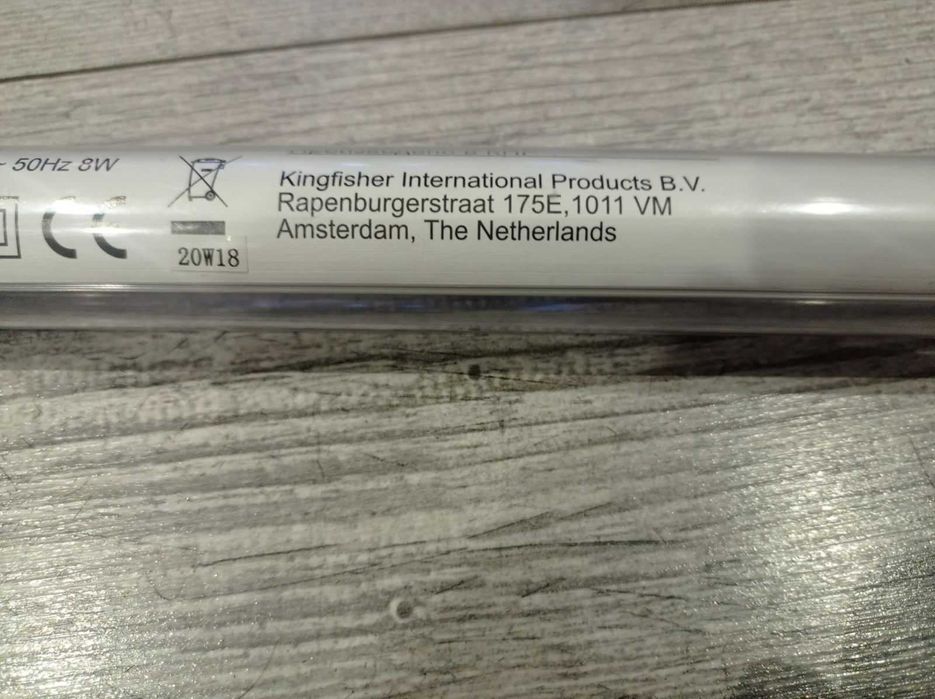 ~ 50Hz 8W
CE
20W18
Kingfisher International Products B.V.
Rapenburgerstraat 175E,1011 VM
Amsterdam, The Netherlands